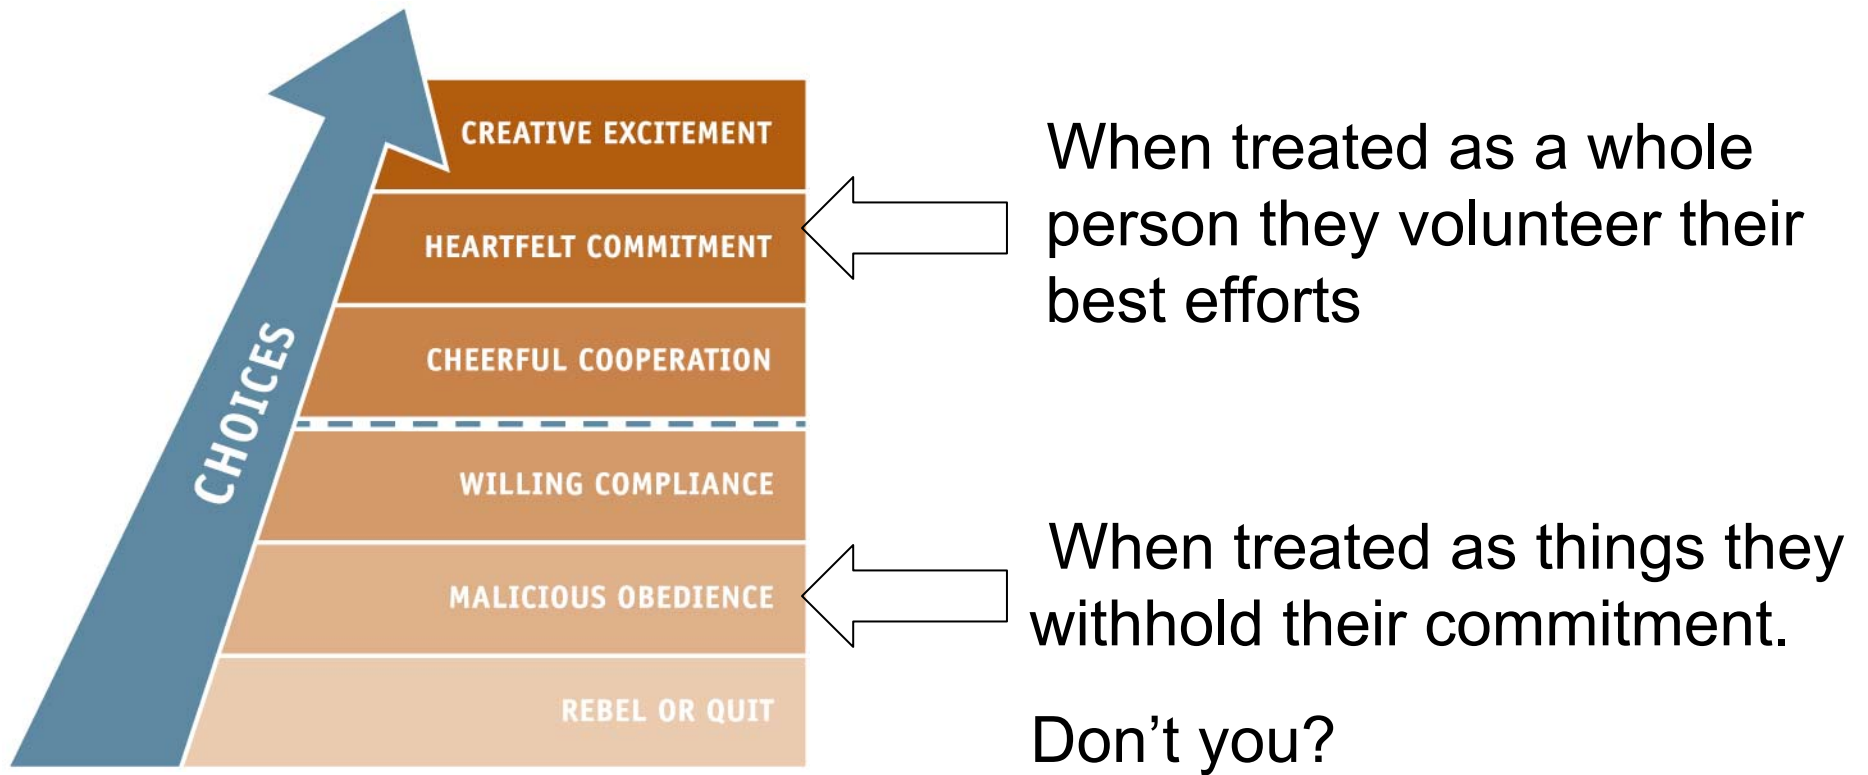 CREATIVE EXCITEMENT
HEARTFELT COMMITMENT
CHEERFUL COOPERATION
WILLING COMPLIANCE
MALICIOUS OBEDIENCE
REBEL OR QUIT
CHOICES
When treated as a whole
person they volunteer their
best efforts
When treated as things they
withhold their commitment.
Don’t you?